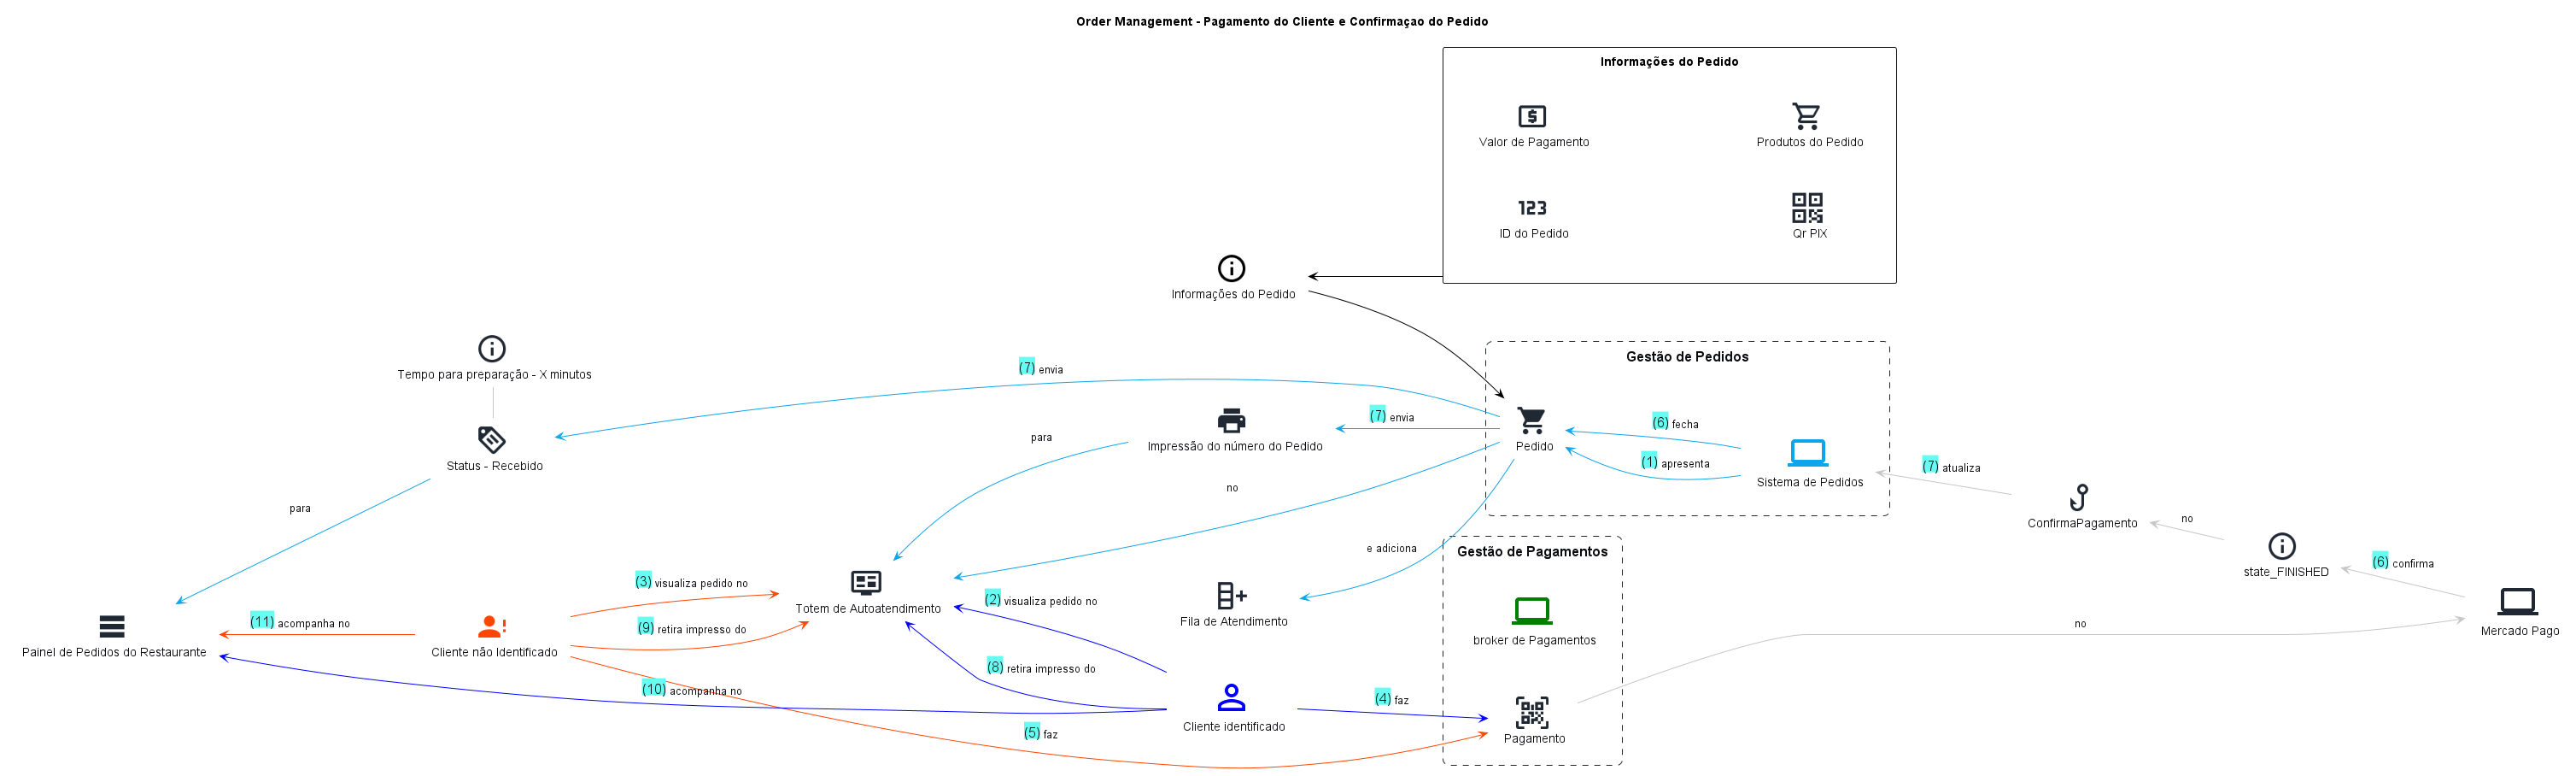 Order Management - Pagamento do Cliente e Confirmaçao do Pedido
Informações do Pedido
Valor de Pagamento
Produtos do Pedido
123
ID do Pedido
Qr PIX
Informações do Pedido
Tempo para preparação - X minutos
Gestão de Pedidos
(7) envia
(7) envia
(6) fecha
para
Impressão do número do Pedido
Pedido
Status - Recebido
(1) apresenta
(7) atualiza
Sistema de Pedidos
no
para
ConfirmaPagamento
no
e adiciona
Gestão de Pagamentos
state_FINISHED
(6) confirma
(3) visualiza pedido no
Totem de Autoatendimento
(2) visualiza pedido no
Fila de Atendimento
(11) acompanha no
(9) retira impresso do
no
Mercado Pago
broker de Pagamentos
Painel de Pedidos do Restaurante
Cliente não Identificado
(8) retira impresso do
(10) acompanha no
(4) faz
Cliente identificado
(5) faz
Pagamento